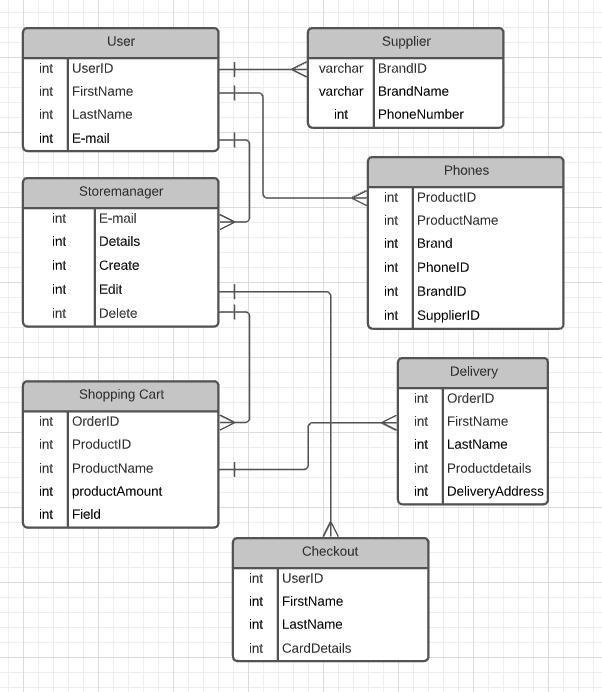 User
int UserID
int FirstName
int LastName
int E-mail
Supplier
varchar BrandID
varchar BrandName
int PhoneNumber
Storemanager
int E-mail
int Details
int Create
int Edit
int Delete
Phones
int ProductID
int ProductName
int Brand
int PhoneID
int BrandID
int SupplierID
Shopping Cart
int OrderID
int ProductID
int ProductName
int productAmount
int Field
Delivery
int OrderID
int FirstName
int LastName
int Productdetails
int DeliveryAddress
Checkout
int UserID
int FirstName
int LastName
int CardDetails